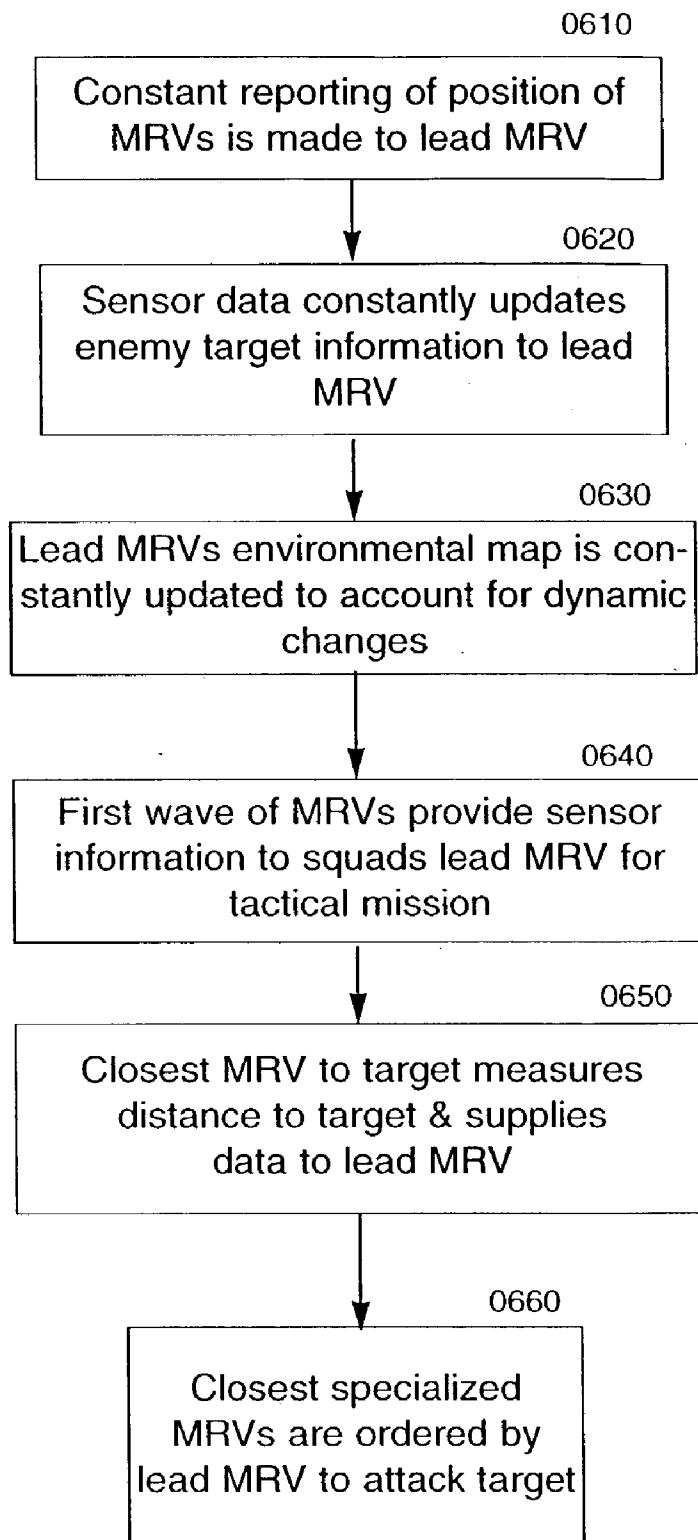 0610
Constant reporting of position of
MRVs is made to lead MRV
0620
Sensor data constantly updates
enemy target information to lead
MRV
0630
Lead MRVs environmental map is con-
stantly updated to account for dynamic
changes
0640
First wave of MRVs provide sensor
information to squads lead MRV for
tactical mission
0650
Closest MRV to target measures
distance to target & supplies
data to lead MRV
0660
Closest specialized
MRVs are ordered by
lead MRV to attack target